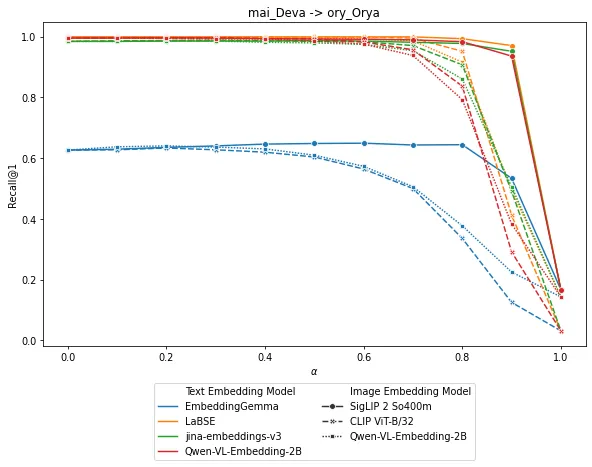 mai_Deva -> ory_Orya
1.0
0.8
0.6
0.4
0.2
0.0
Recall@1
0.0 0.2 0.4 0.6 0.8 1.0
α
Text Embedding Model Image Embedding Model
EmbeddingGemma SigLIP 2 So400m
LaBSE CLIP ViT-B/32
jina-embeddings-v3 Qwen-VL-Embedding-2B
Qwen-VL-Embedding-2B